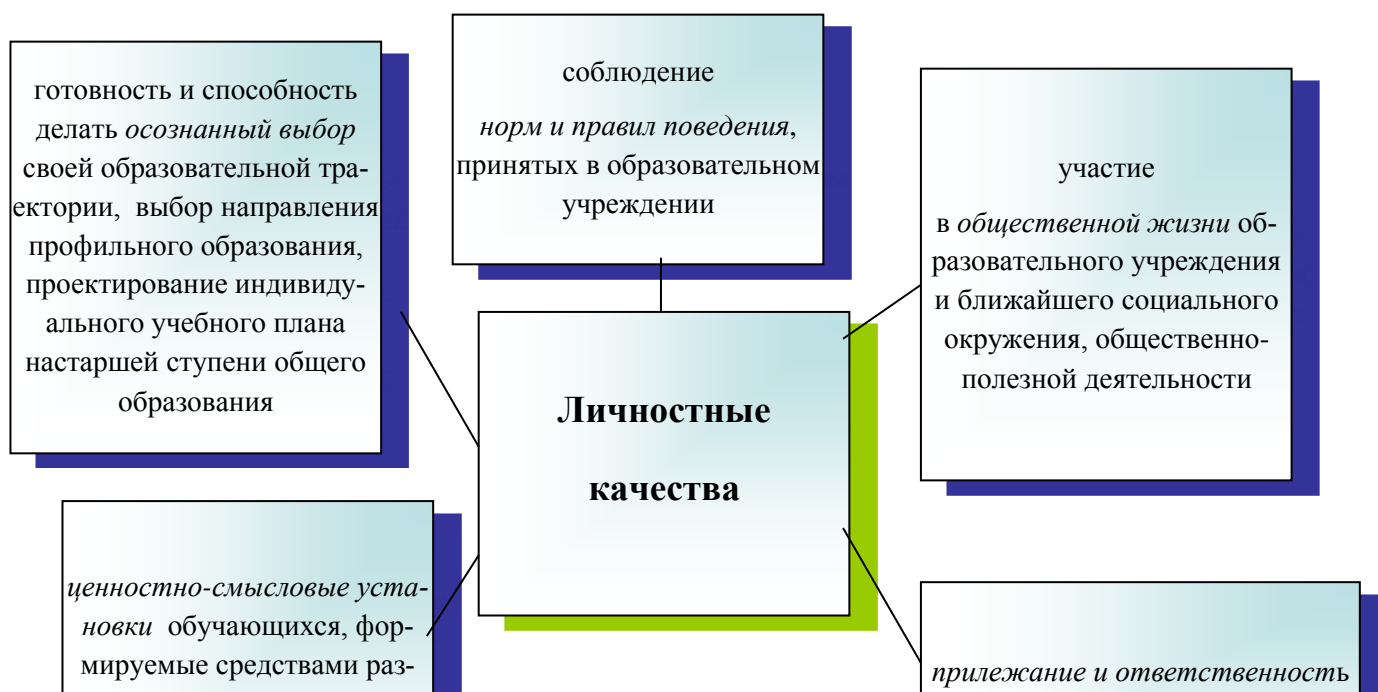 готовность и способность
делать осознанный выбор
своей образовательной тра-
ектории, выбор направления
профильного образования,
проектирование индивиду-
ального учебного плана
настаршей ступени общего
образования
соблюдение
норм и правил поведения,
принятых в образовательном
учреждении
участие
в общественной жизни об-
разовательного учреждения
и ближайшего социального
окружения, общественно-
полезной деятельности
Личностные
качества
ценностно-смысловые уста-
новки обучающихся, фор-
мируемые средствами раз-
прилежание и ответственность